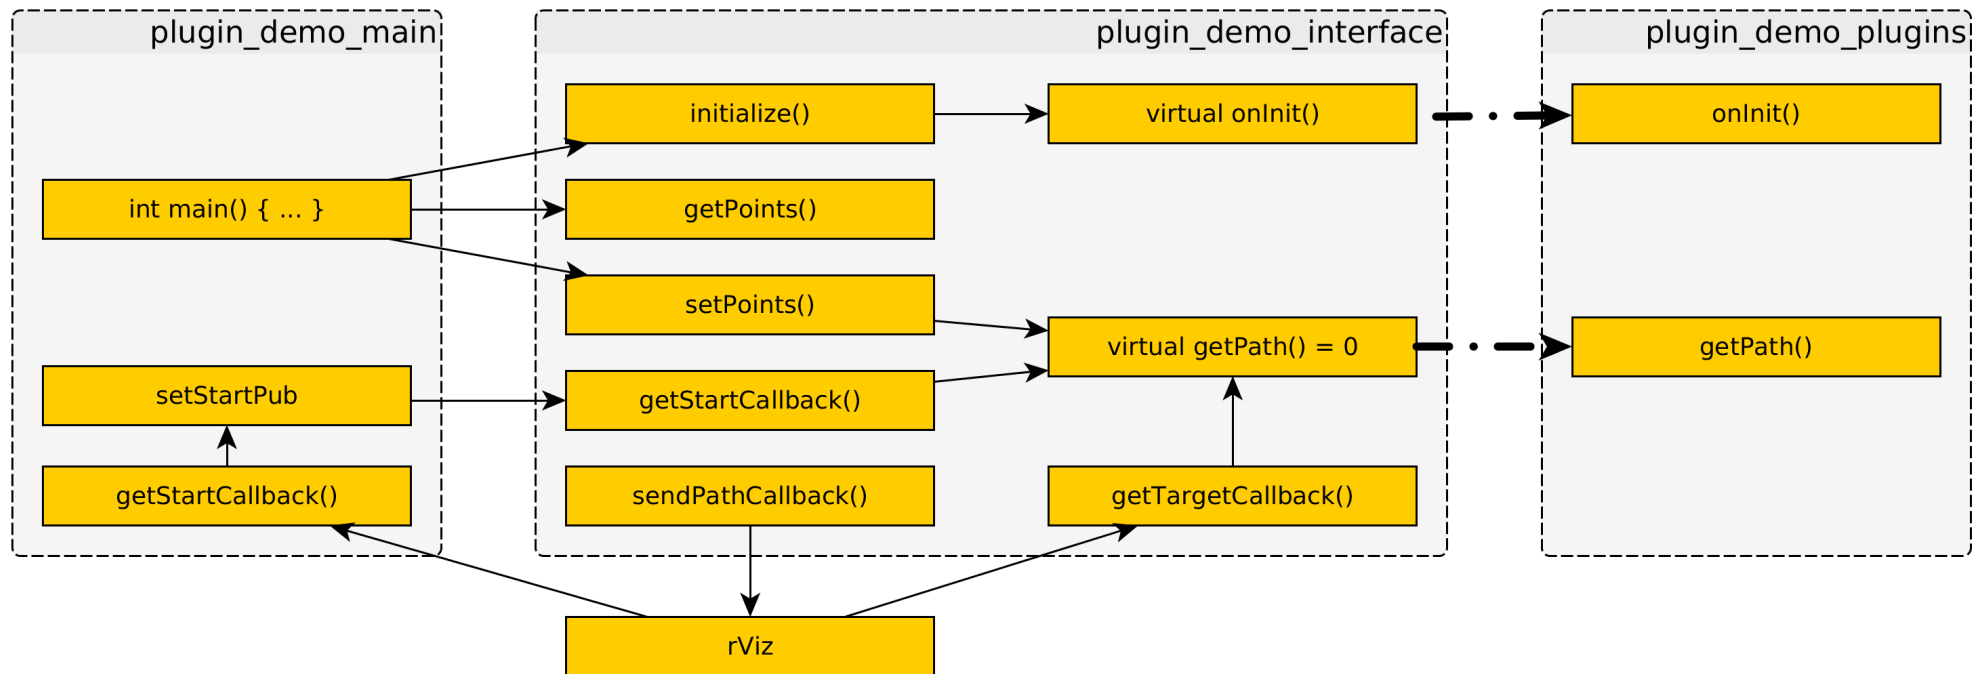 plugin_demo_main
plugin_demo_interface
plugin_demo_plugins
initialize()
virtual onInit()
onInit()
int main() { ... }
getPoints()
setPoints()
virtual getPath() = 0
getPath()
setStartPub
getStartCallback()
getStartCallback()
sendPathCallback()
getTargetCallback()
rViz